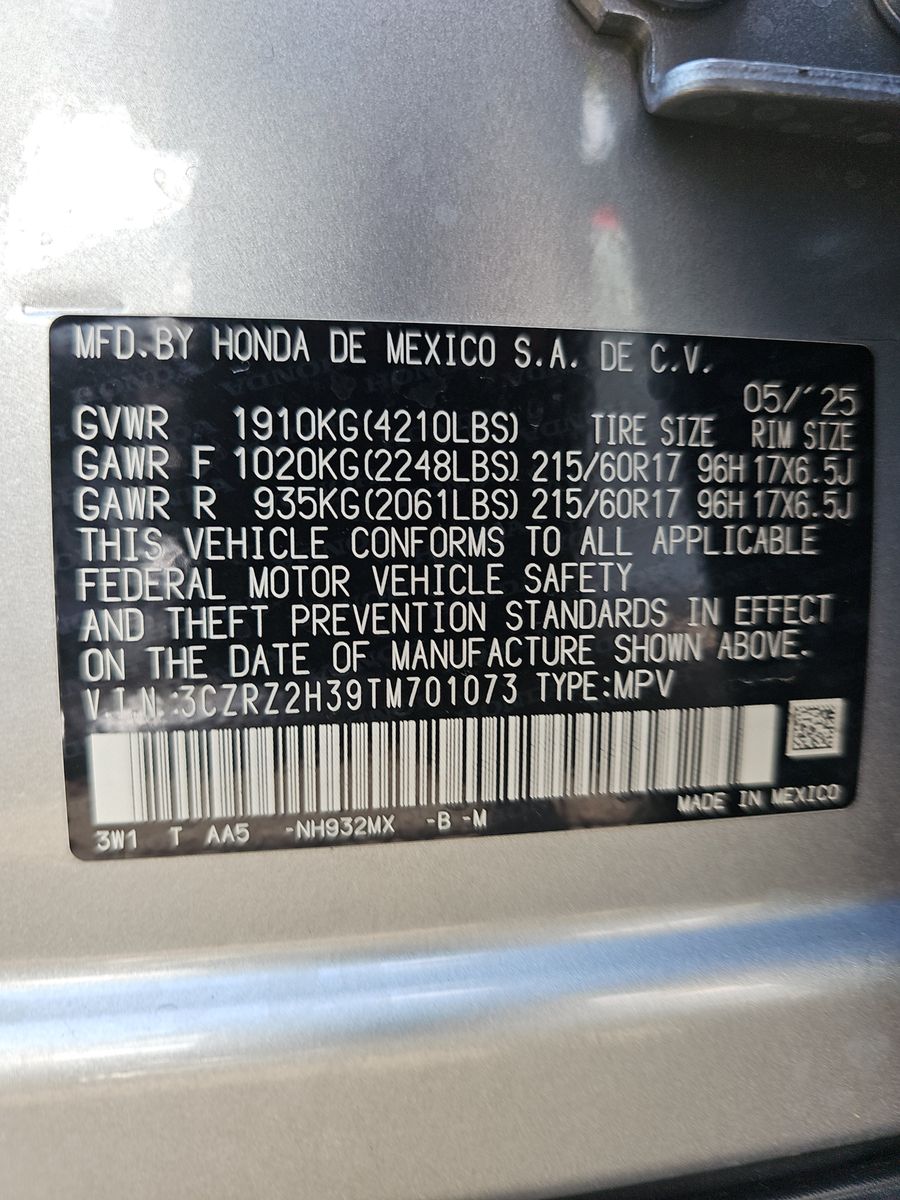 MFD.BY HONDA DE MEXICO S.A. DE C.V.
05/'25
GVWR 1910KG(4210LBS) TIRE SIZE RIM SIZE
GAWR F 1020KG(2248LBS) 215/60R17 96H 17X6.5J
GAWR R 935KG(2061LBS) 215/60R17 96H 17X6.5J
THIS VEHICLE CONFORMS TO ALL APPLICABLE
FEDERAL MOTOR VEHICLE SAFETY
AND THEFT PREVENTION STANDARDS IN EFFECT
ON THE DATE OF MANUFACTURE SHOWN ABOVE.
V.I.N.:3CZRZ2H39TM701073 TYPE:MPV
MADE IN MEXICO
3W1 T AA5 -NH932MX -B -M